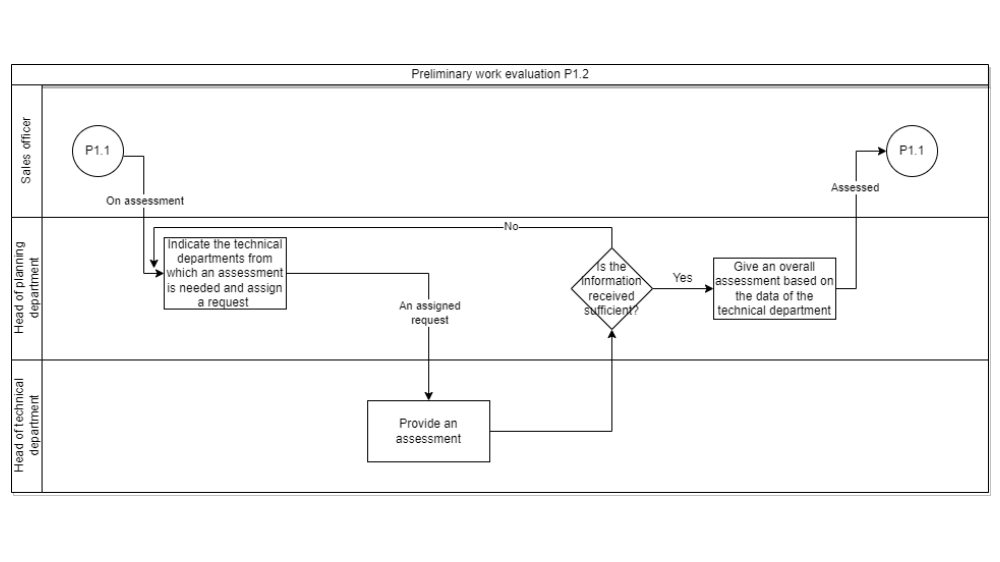 Preliminary work evaluation P1.2
Sales officer
P1.1
On assessment
P1.1
Assessed
Head of planning
department
Indicate the technical
departments from
which an assessment
is needed and assign
a request
No
An assigned
request
Is the
information
received
sufficient?
Yes
Give an overall
assessment based on
the data of the
technical department
Head of technical
department
Provide an
assessment